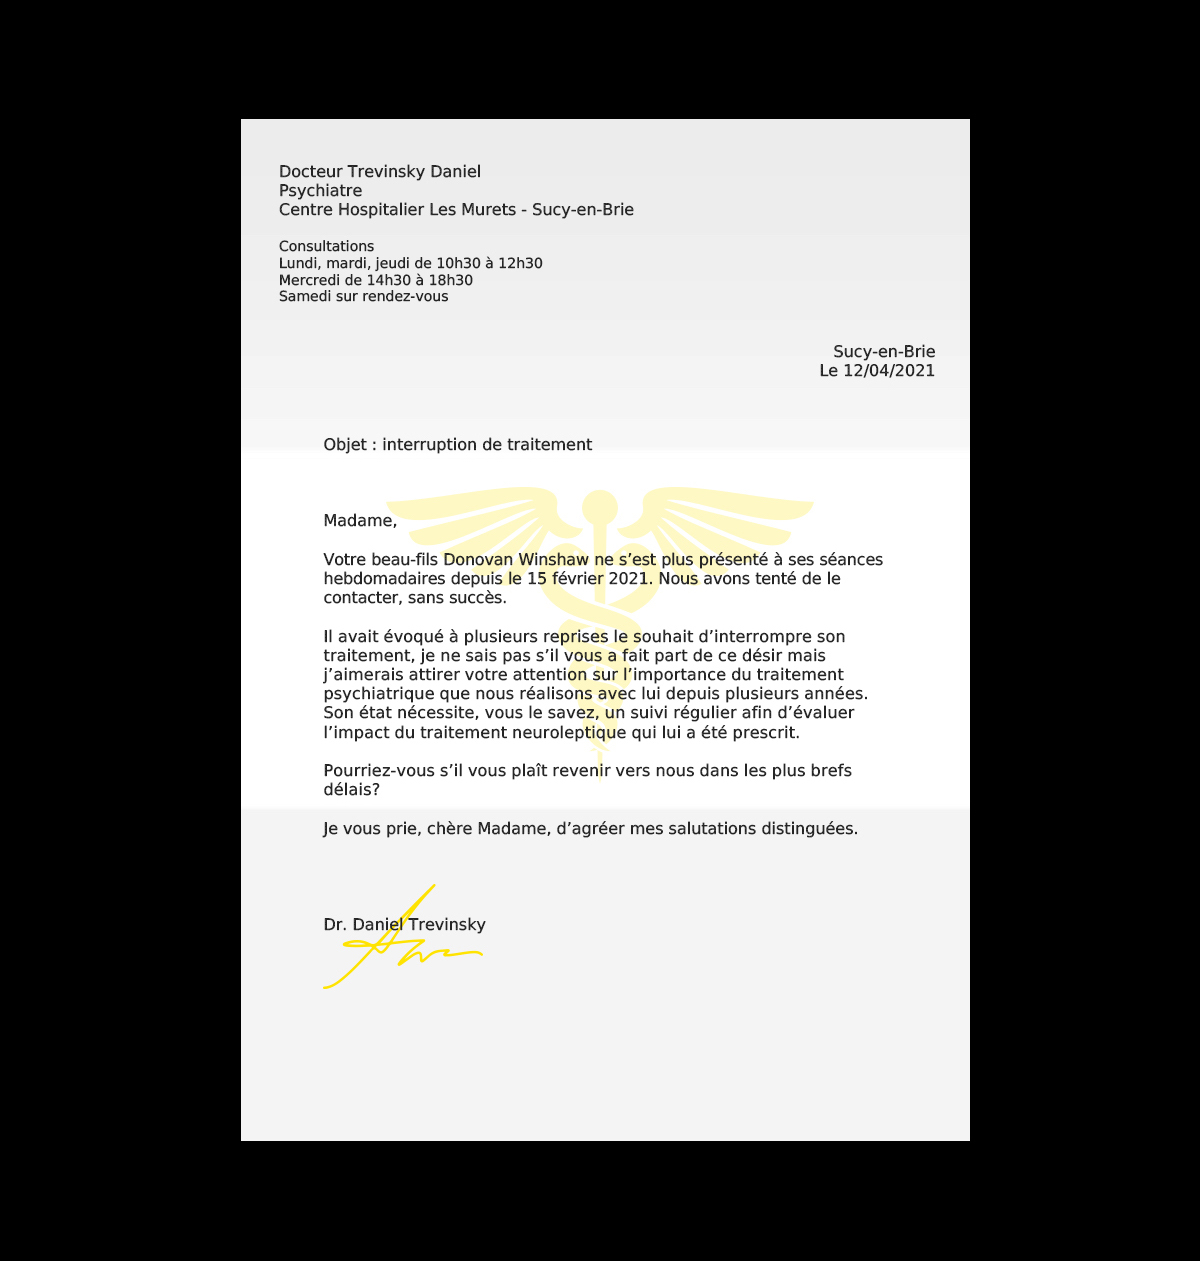 Docteur Trevinsky Daniel
Psychiatre
Centre Hospitalier Les Murets - Sucy-en-Brie
Consultations
Lundi, mardi, jeudi de 10h30 à 12h30
Mercredi de 14h30 à 18h30
Samedi sur rendez-vous
Sucy-en-Brie
Le 12/04/2021
Objet : interruption de traitement
Madame,
Votre beau-fils Donovan Winshaw ne s’est plus présenté à ses séances
hebdomadaires depuis le 15 février 2021. Nous avons tenté de le
contacter, sans succès.
Il avait évoqué à plusieurs reprises le souhait d’interrompre son
traitement, je ne sais pas s’il vous a fait part de ce désir mais
j’aimerais attirer votre attention sur l’importance du traitement
psychiatrique que nous réalisons avec lui depuis plusieurs années.
Son état nécessite, vous le savez, un suivi régulier afin d’évaluer
l’impact du traitement neuroleptique qui lui a été prescrit.
Pourriez-vous s’il vous plaît revenir vers nous dans les plus brefs
délais?
Je vous prie, chère Madame, d’agréer mes salutations distinguées.
Dr. Daniel Trevinsky